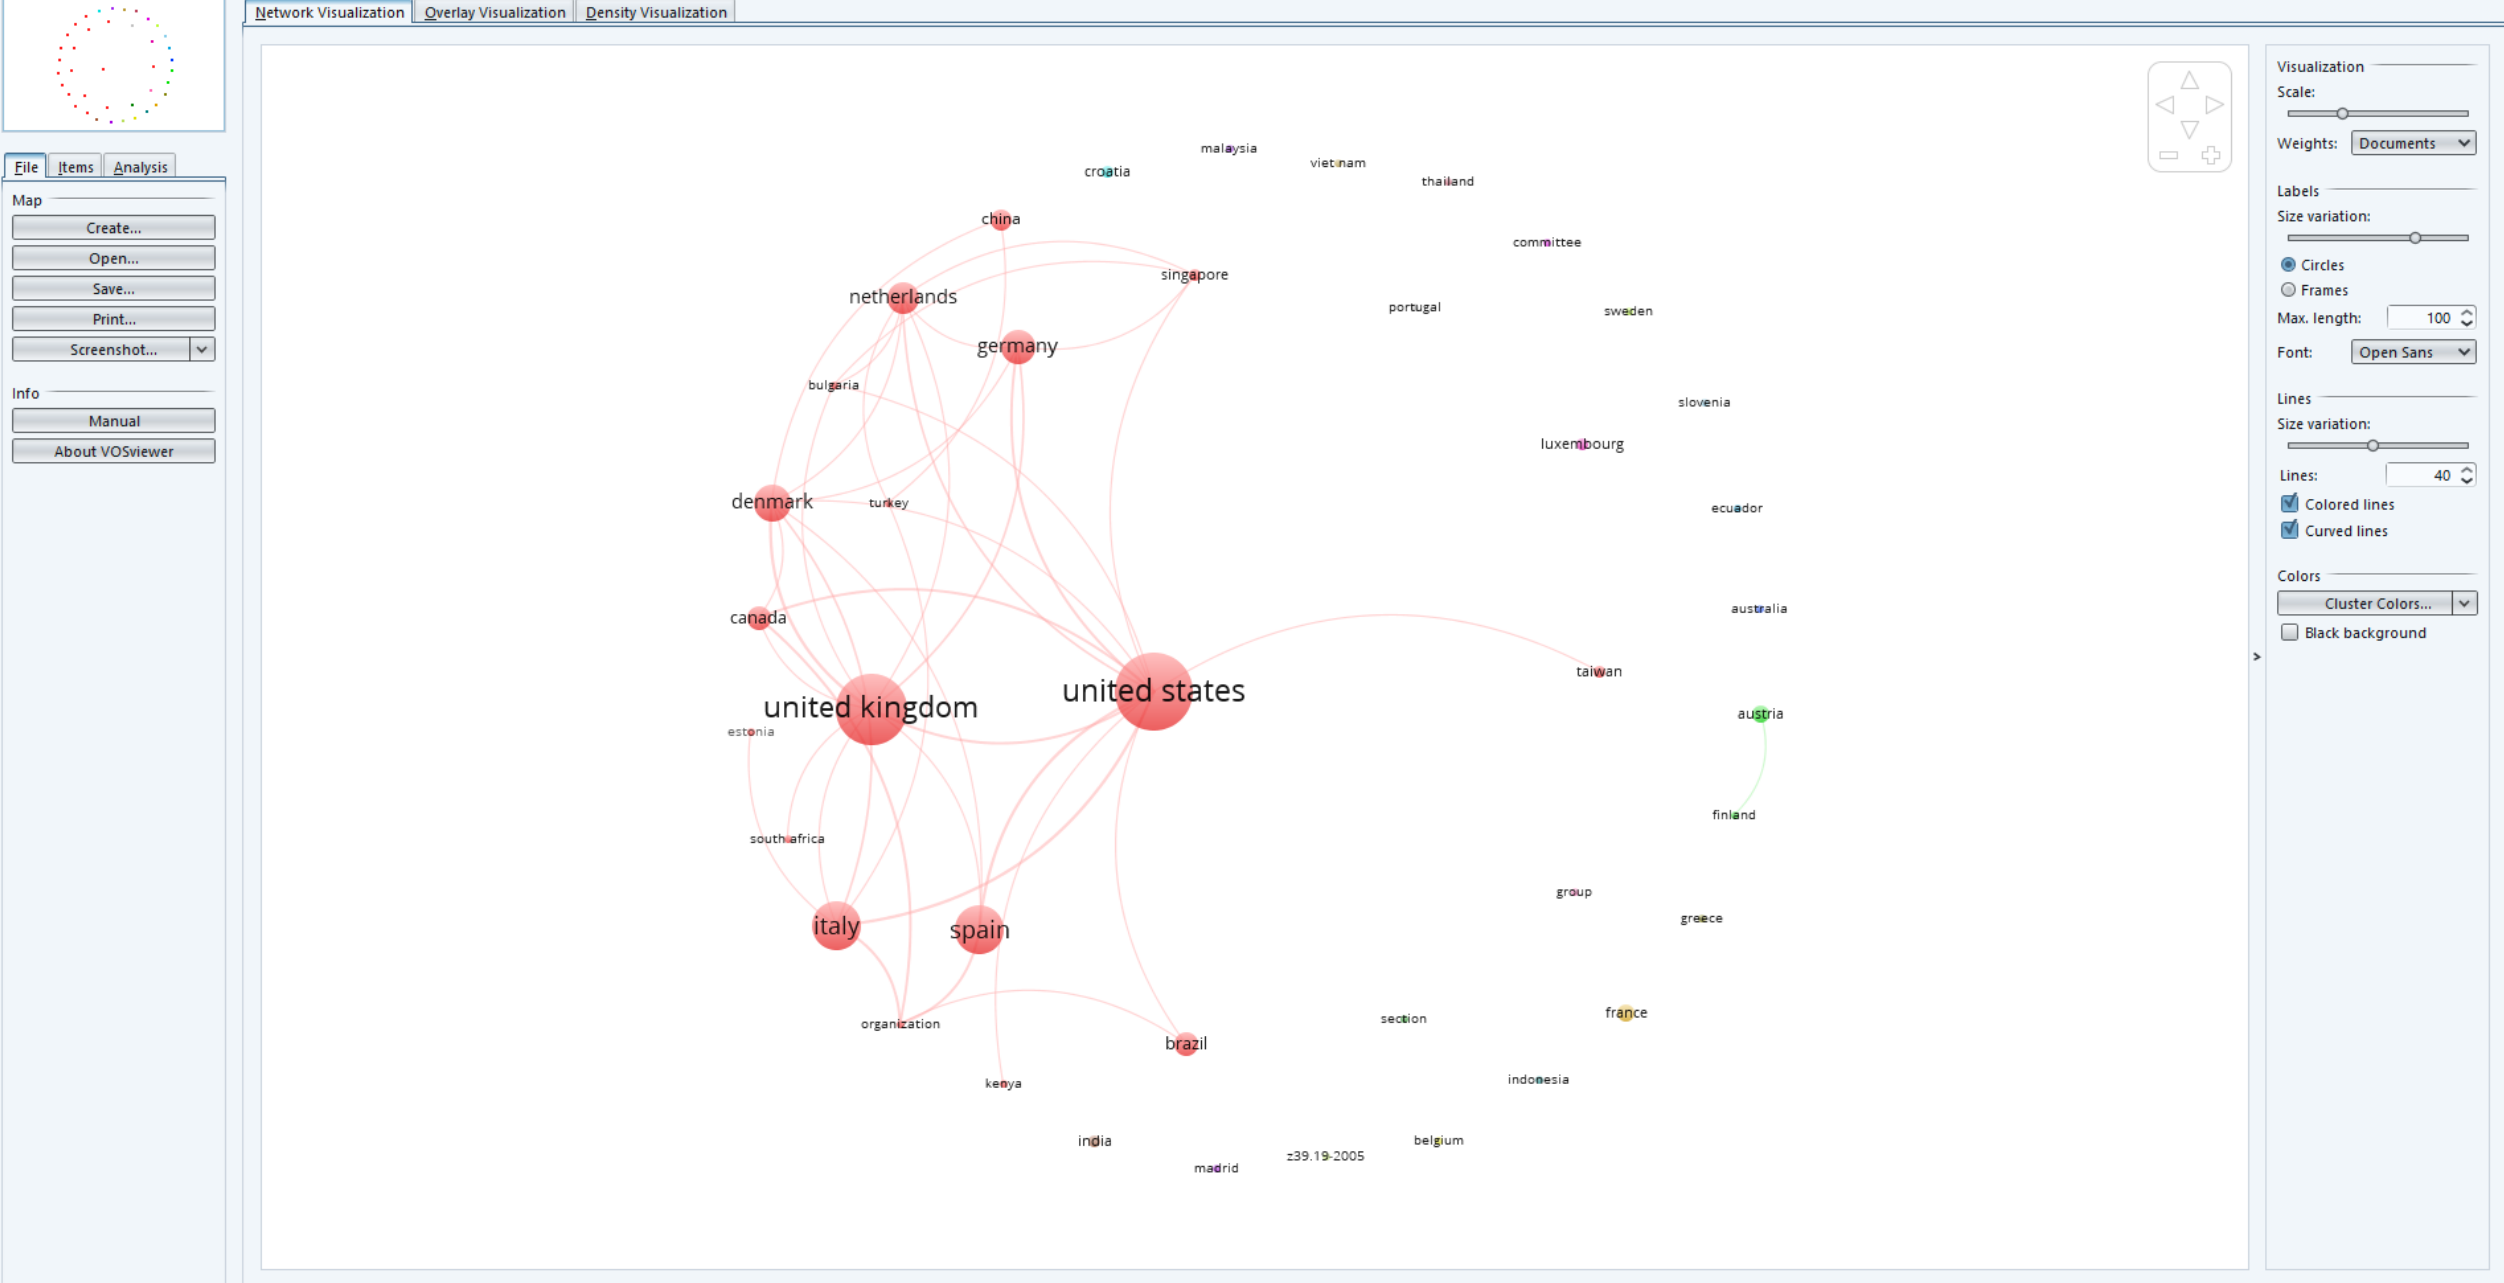 Network Visualization
Overlay Visualization
Density Visualization
File
Items
Analysis
Map
Create...
Open...
Save...
Print...
Screenshot...
Info
Manual
About VOSviewer
malaysia
viet nam
croatia
thailand
china
committee
singapore
netherlands
portugal
sweden
germany
bulgaria
slovenia
luxembourg
denmark
turkey
ecuador
canada
australia
taiwan
united states
united kingdom
austria
estonia
finland
south africa
group
greece
italy
spain
france
section
organization
brazil
indonesia
kenya
india
belgium
z39.19-2005
madrid
>
Visualization
Scale:
Weights: Documents
Labels
Size variation:
Circles
Frames
Max. length: 100
Font: Open Sans
Lines
Size variation:
Lines: 40
Colored lines
Curved lines
Colors
Cluster Colors...
Black background